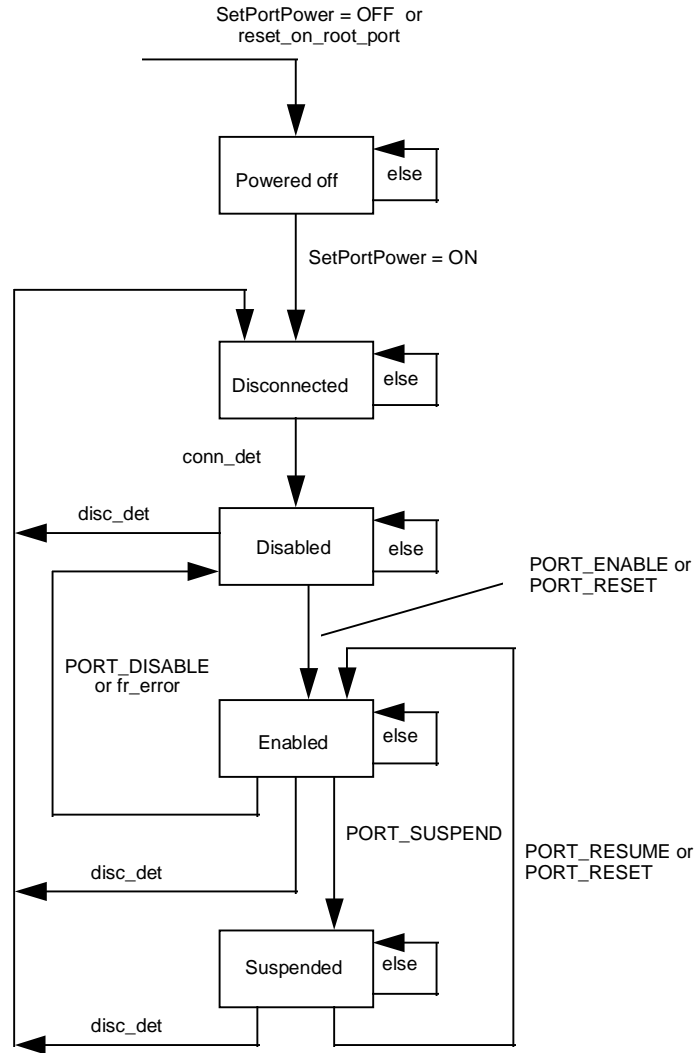 SetPortPower = OFF or
reset_on_root_port
Powered off
else
SetPortPower = ON
Disconnected
else
conn_det
disc_det
Disabled
else
PORT_ENABLE or
PORT_RESET
PORT_DISABLE
or fr_error
Enabled
else
PORT_SUSPEND
PORT_RESUME or
PORT_RESET
disc_det
Suspended
else
disc_det